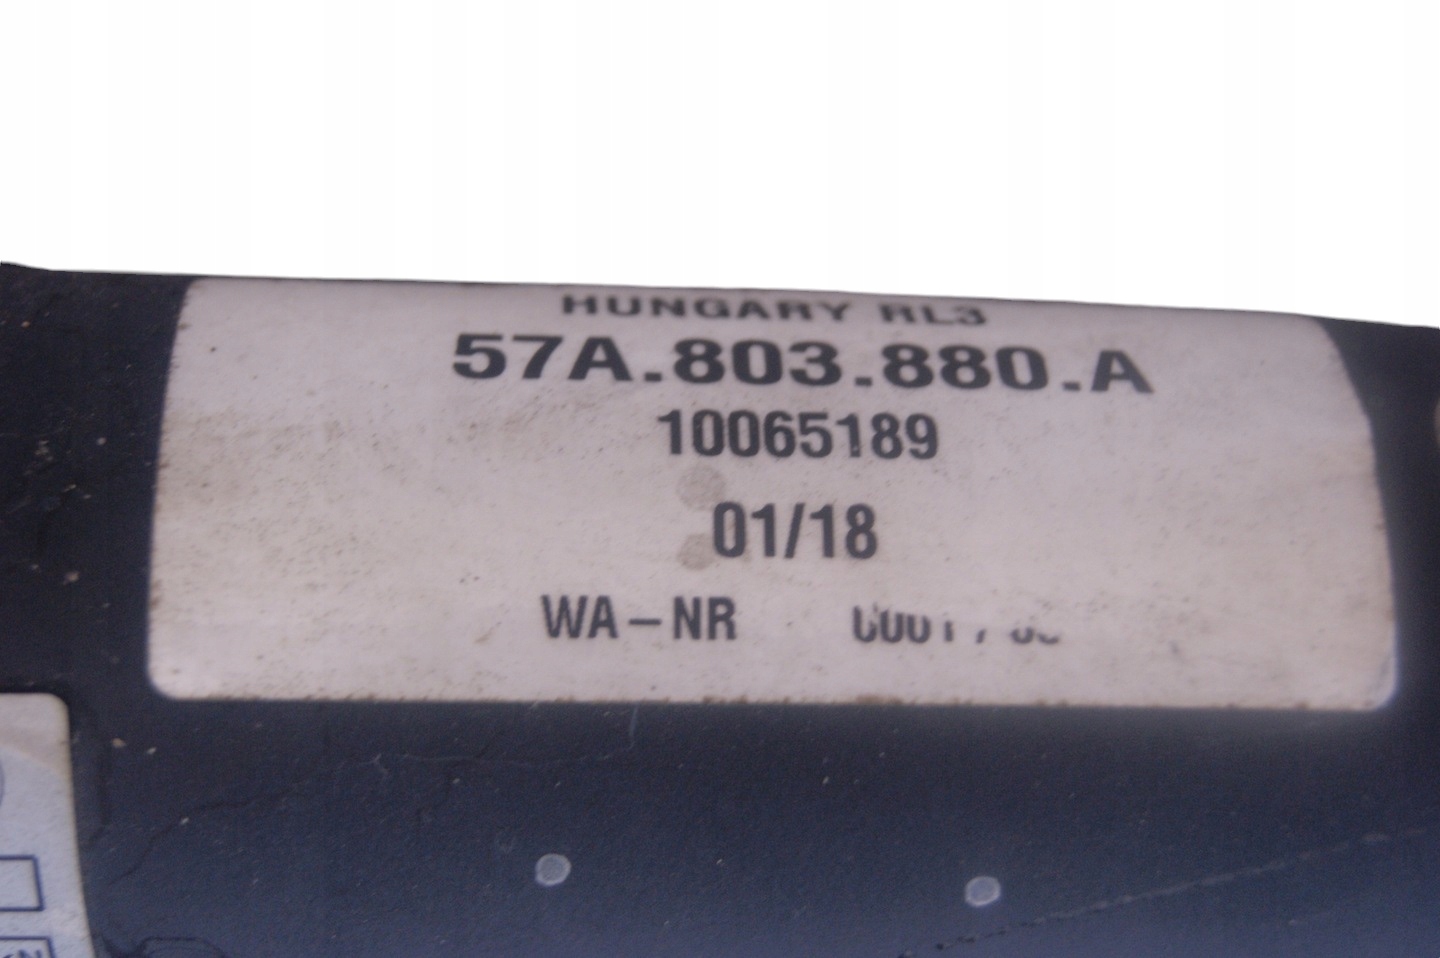 HUNGARY RL3
57A.803.880.A
10065189
01/18
WA-NR